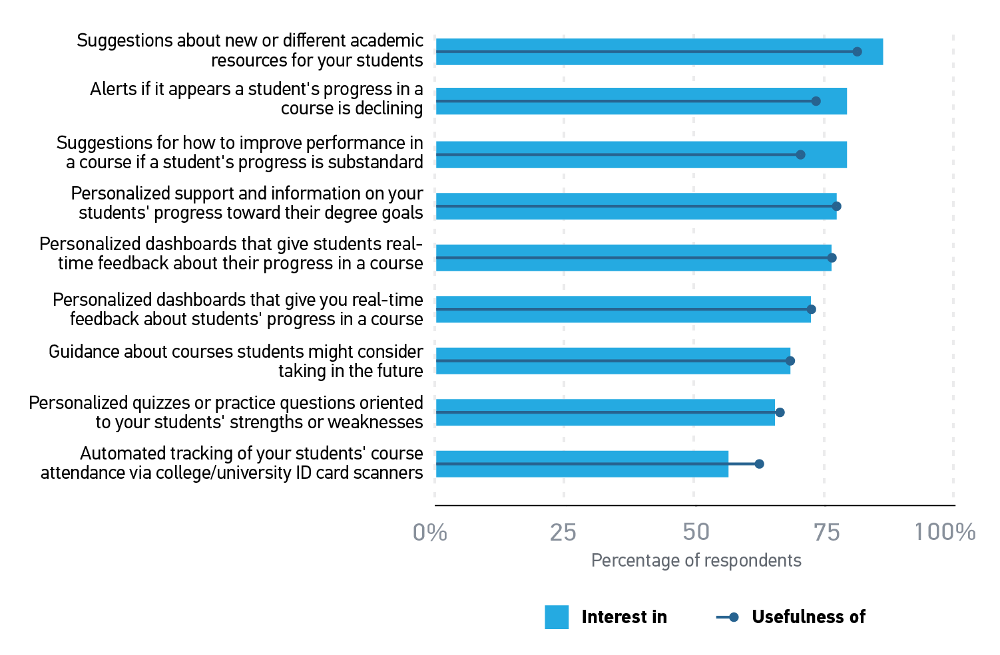 Suggestions about new or different academic
resources for your students
Alerts if it appears a student's progress in a
course is declining
Suggestions for how to improve performance in
a course if a student's progress is substandard
Personalized support and information on your
students' progress toward their degree goals
Personalized dashboards that give students real-
time feedback about their progress in a course
Personalized dashboards that give you real-time
feedback about students' progress in a course
Guidance about courses students might consider
taking in the future
Personalized quizzes or practice questions oriented
to your students' strengths or weaknesses
Automated tracking of your students' course
attendance via college/university ID card scanners
0% 25 50 75 100%
Percentage of respondents
Interest in Usefulness of